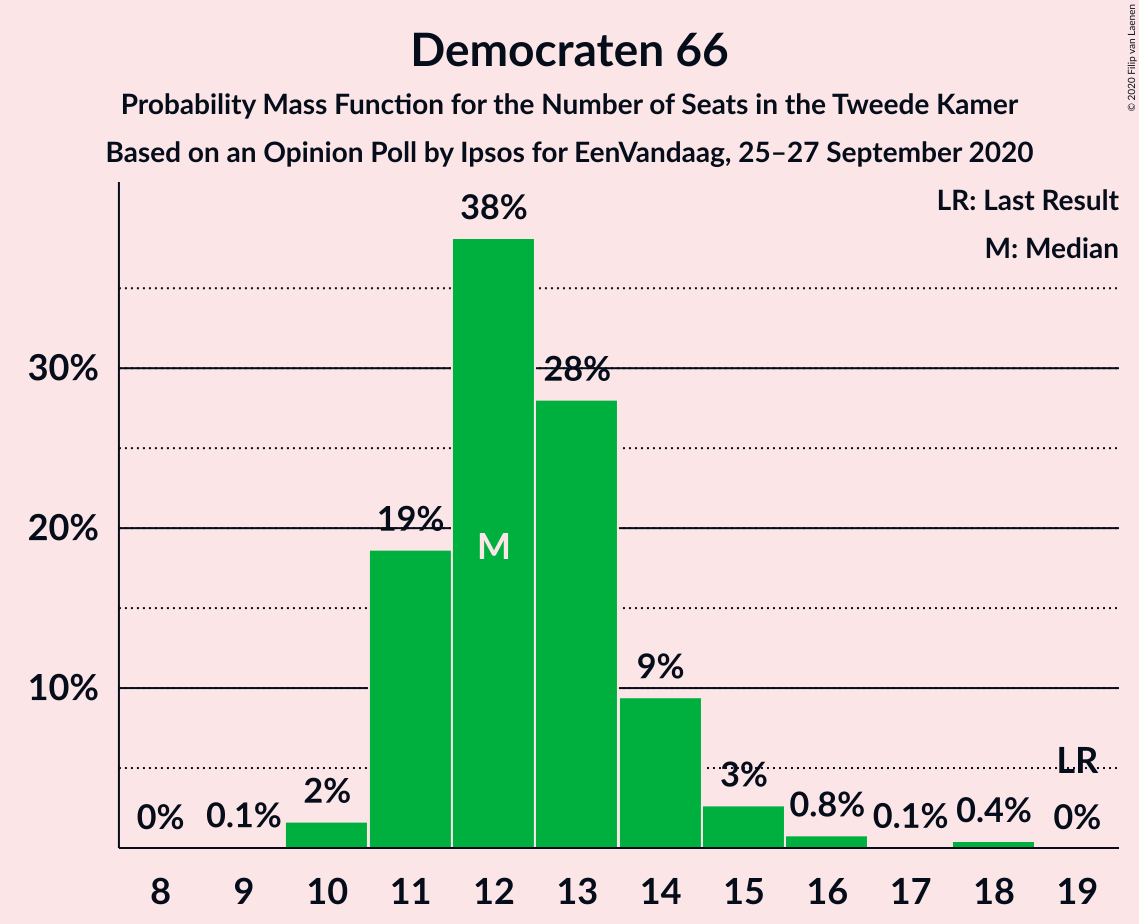 Democraten 66
Probability Mass Function for the Number of Seats in the Tweede Kamer
Based on an Opinion Poll by Ipsos for EenVandaag, 25–27 September 2020
© 2020 Filip van Laenen
LR: Last Result
M: Median
38%
30%
28%
20%
19%
M
10%
9%
LR
3%
2%
0.8%
0.4%
0%
0.1%
0.1%
0%
8 9 10 11 12 13 14 15 16 17 18 19